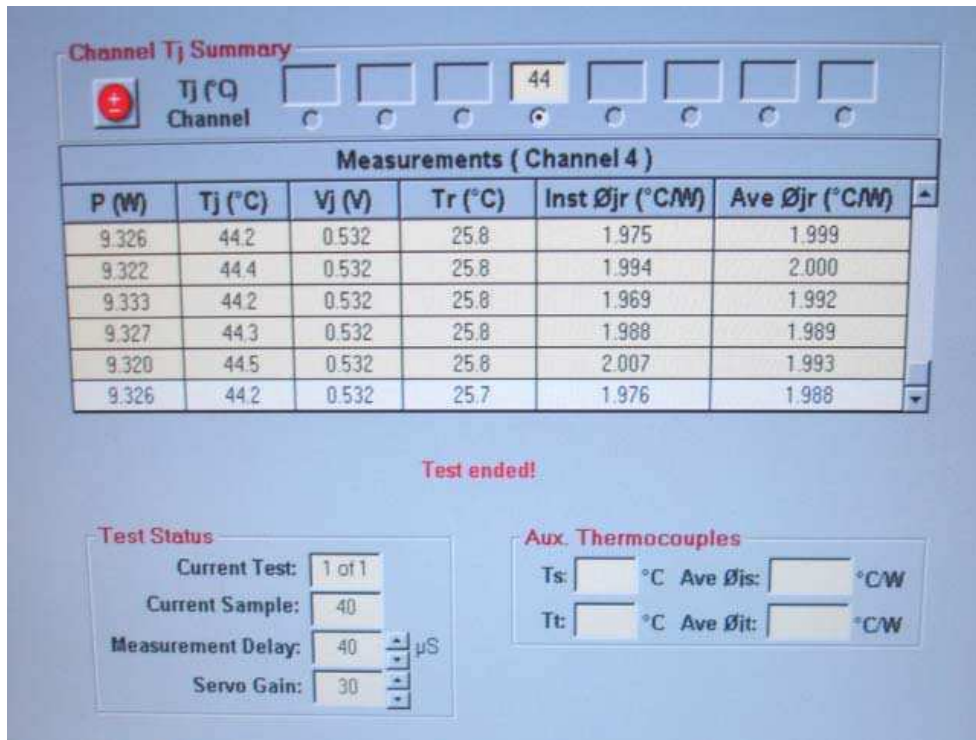 Channel Tj Summary
Tj (°C) 44
Channel
Measurements ( Channel 4 )
P (W) Tj (°C) Vj (V) Tr (°C) Inst Øjr (°C/W) Ave Øjr (°C/W)
9.326 44.2 0.532 25.8 1.975 1.999
9.322 44.4 0.532 25.8 1.994 2.000
9.333 44.2 0.532 25.8 1.969 1.992
9.327 44.3 0.532 25.8 1.988 1.989
9.320 44.5 0.532 25.8 2.007 1.993
9.326 44.2 0.532 25.7 1.976 1.988
Test ended!
Test Status
Current Test: 1 of 1
Current Sample: 40
Measurement Delay: 40 µS
Servo Gain: 30
Aux. Thermocouples
Ts: °C Ave Øjs: °C/W
Tt: °C Ave Øjt: °C/W